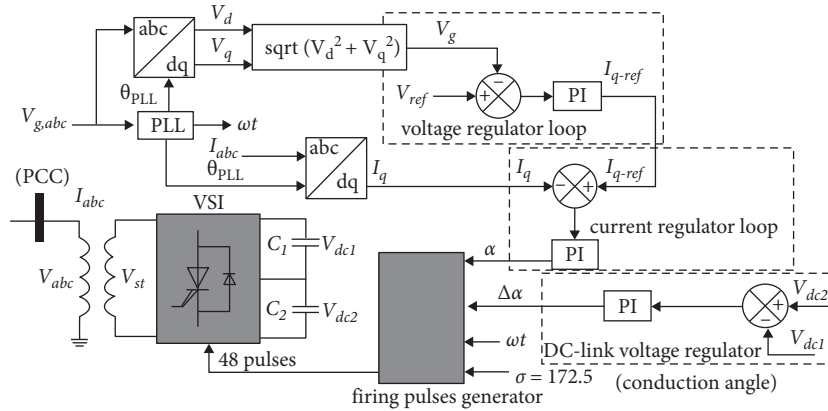 abc
dq
V_d
V_q
sqrt (V_d^2 + V_q^2)
V_g
V_ref
−
+
PI
I_q-ref
voltage regulator loop
θ_PLL
V_g,abc
PLL
ωt
I_abc
θ_PLL
abc
dq
I_q
I_q
−
+
I_q-ref
current regulator loop
PI
α
(PCC)
I_abc
VSI
V_abc
V_st
C_1
V_dc1
C_2
V_dc2
Δα
PI
+
−
V_dc2
V_dc1
DC-link voltage regulator
ωt
48 pulses
σ = 172.5
(conduction angle)
firing pulses generator